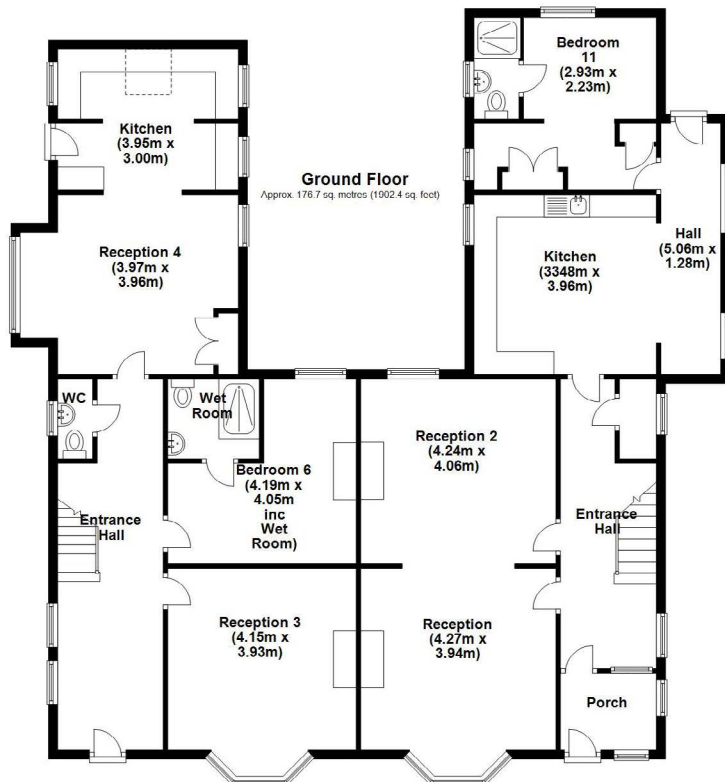 Bedroom
11
(2.93m x
2.23m)
Kitchen
(3.95m x
3.00m)
Ground Floor
Approx. 176.7 sq. metres (1902.4 sq. feet)
Hall
(5.06m x
1.28m)
Reception 4
(3.97m x
3.96m)
Kitchen
(3348m x
3.96m)
WC
Wet
Room
Reception 2
(4.24m x
4.06m)
Bedroom 6
(4.19m x
4.05m
inc
Wet
Room)
Entrance
Hall
Entrance
Hall
Reception 3
(4.15m x
3.93m)
Reception
(4.27m x
3.94m)
Porch